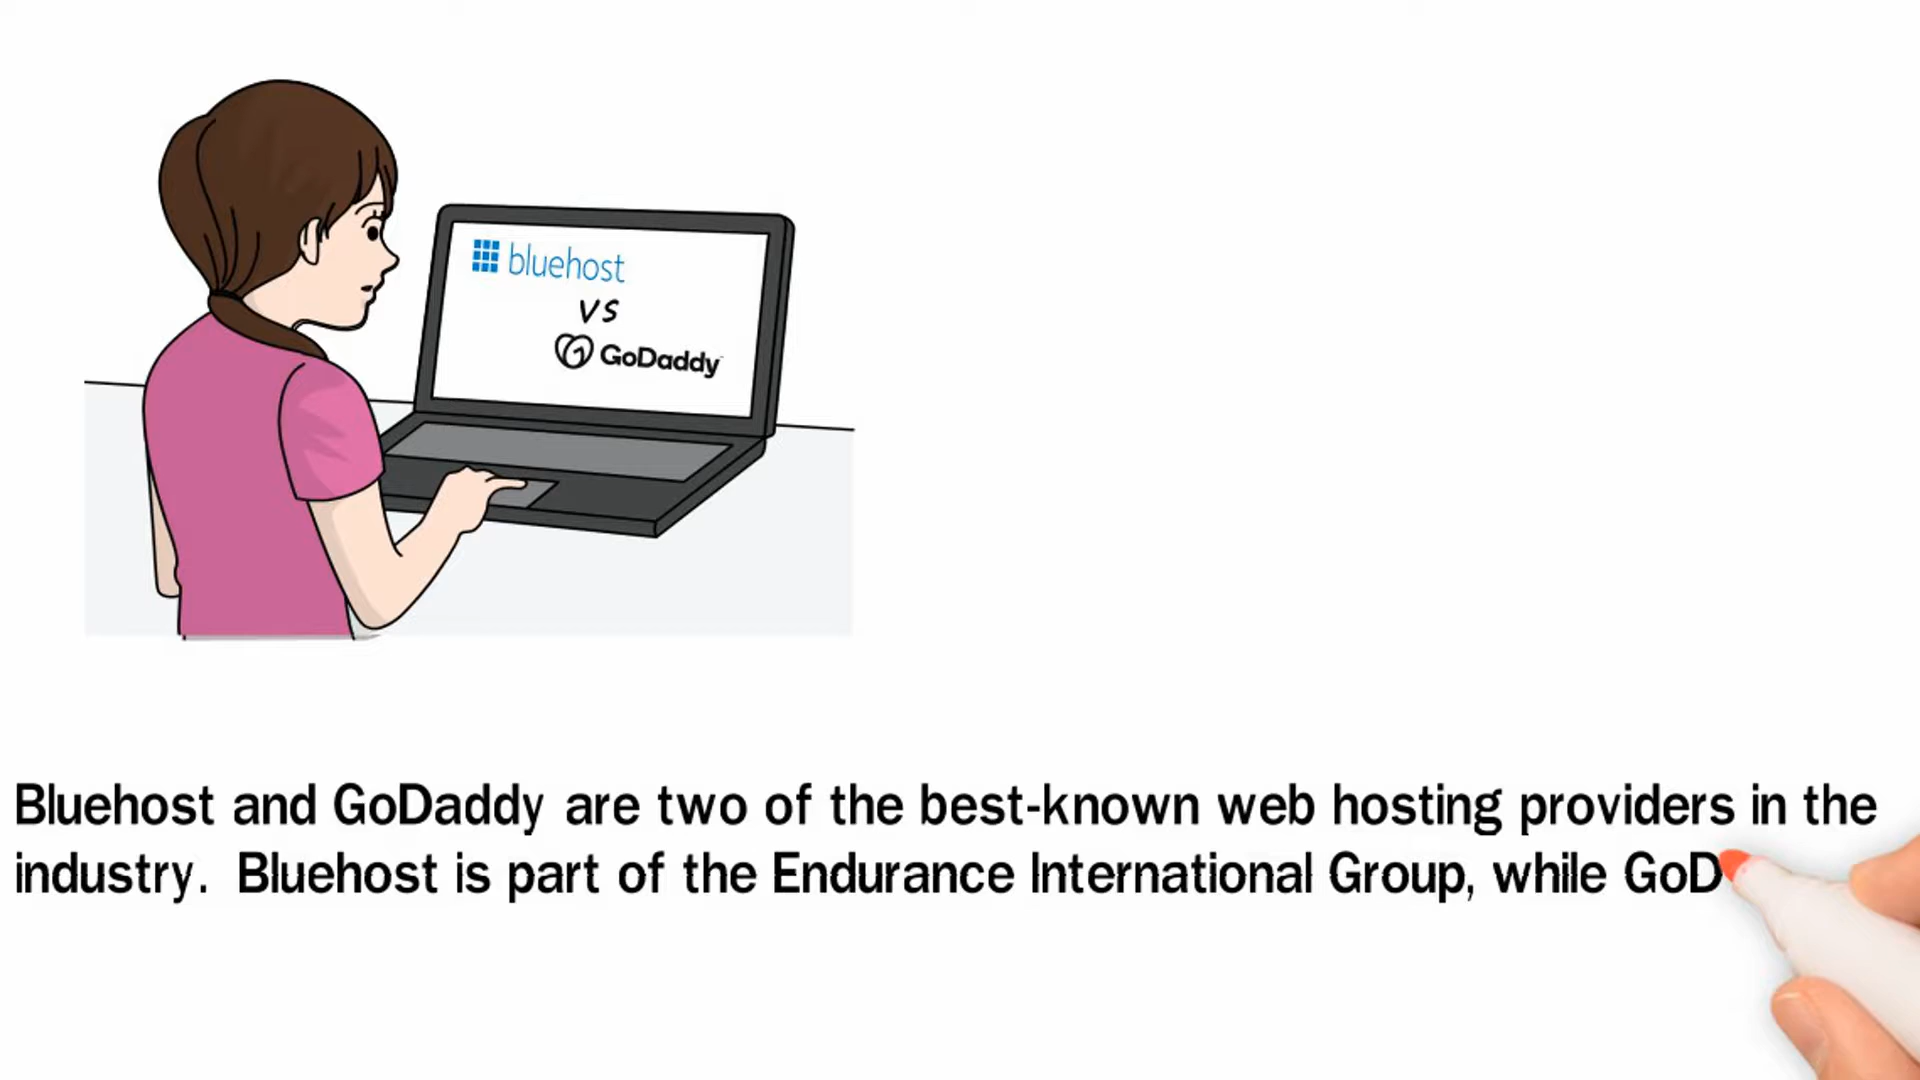 bluehost
VS
GoDaddy
Bluehost and GoDaddy are two of the best-known web hosting providers in the
industry. Bluehost is part of the Endurance International Group, while GoD